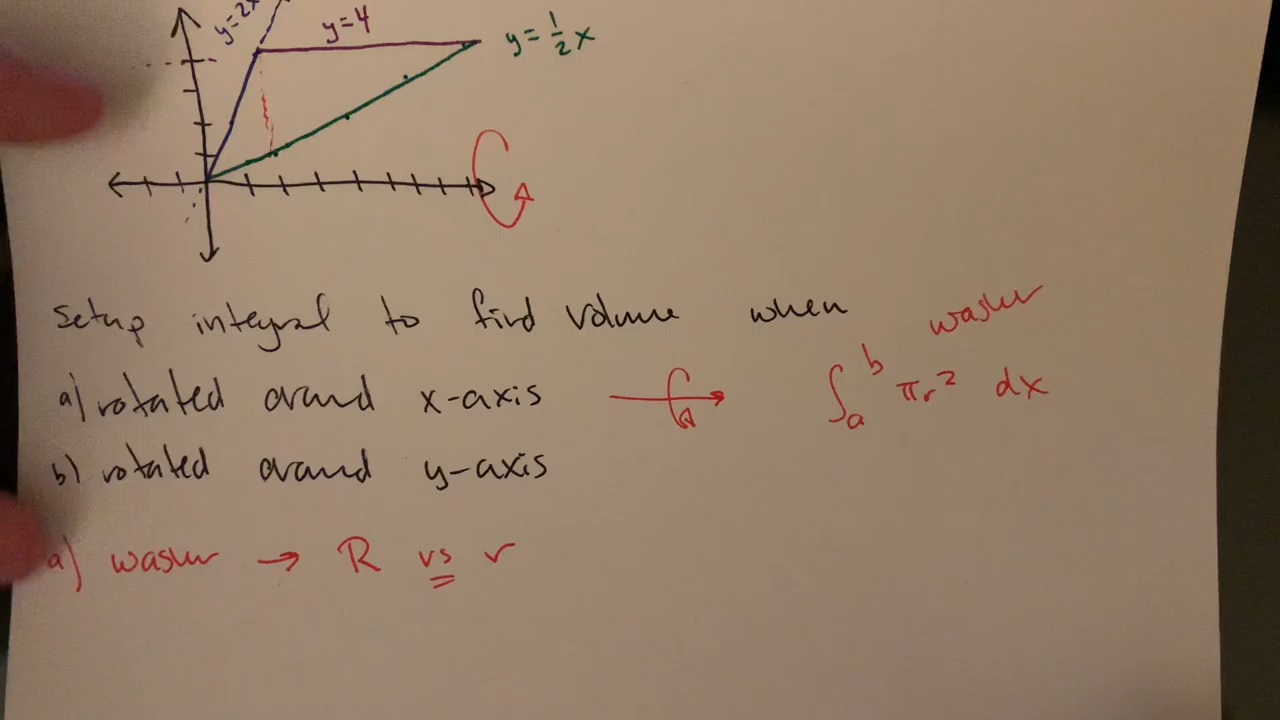 y=2x
y=4
y=½x
Setup integral to find volume when
a) rotated around x-axis
washer
∫ₐᵇ πr² dx
b) rotated around y-axis
a) washer → R vs r